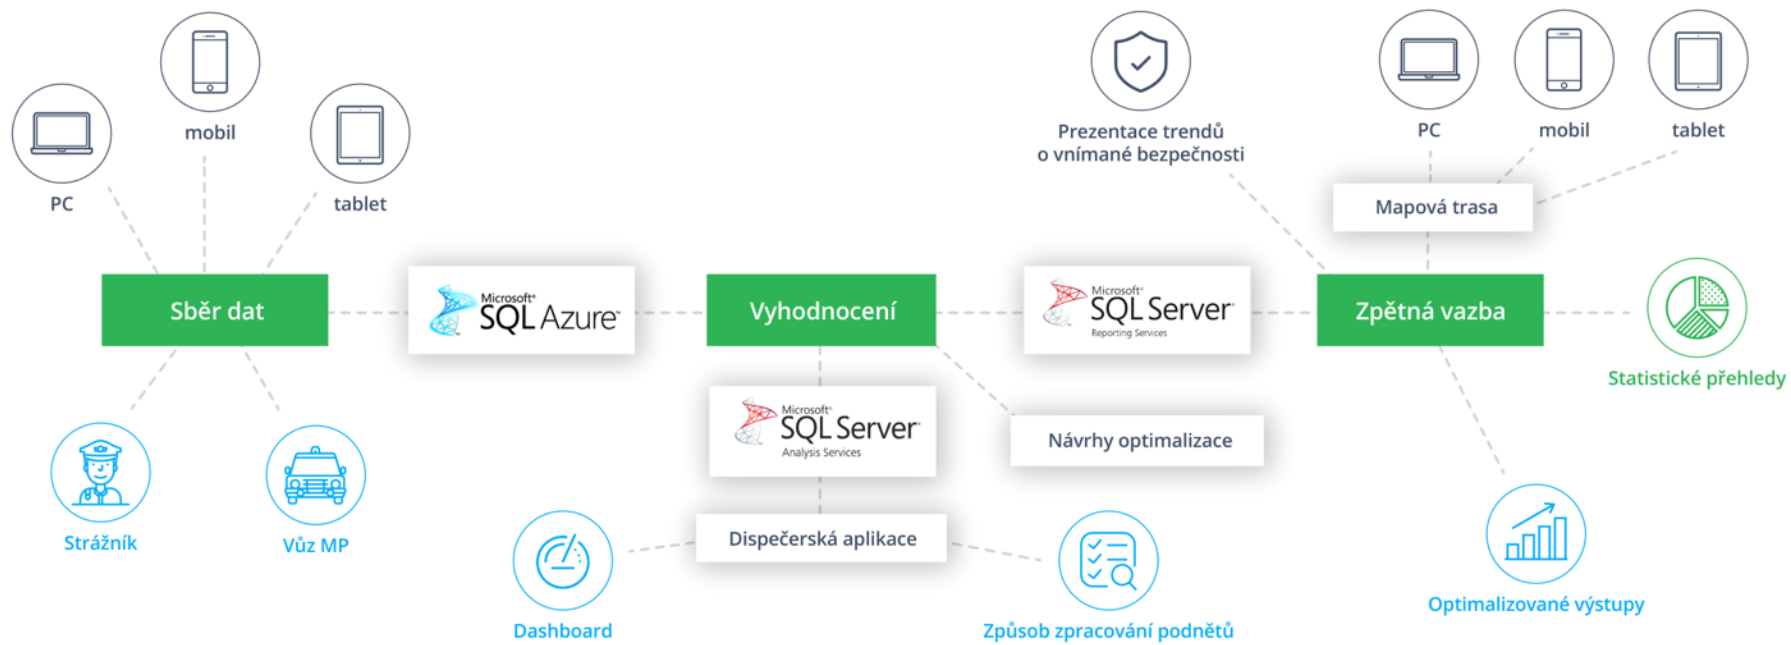 PC
mobil
tablet
Prezentace trendů
o vnímané bezpečnosti
PC
mobil
tablet
Mapová trasa
Sběr dat
Microsoft®
SQL Azure™
Vyhodnocení
Microsoft®
SQL Server®
Reporting Services
Zpětná vazba
Statistické přehledy
Microsoft®
SQL Server®
Analysis Services
Návrhy optimalizace
Strážník
Vůz MP
Dispečerská aplikace
Dashboard
Způsob zpracování podnětů
Optimalizované výstupy